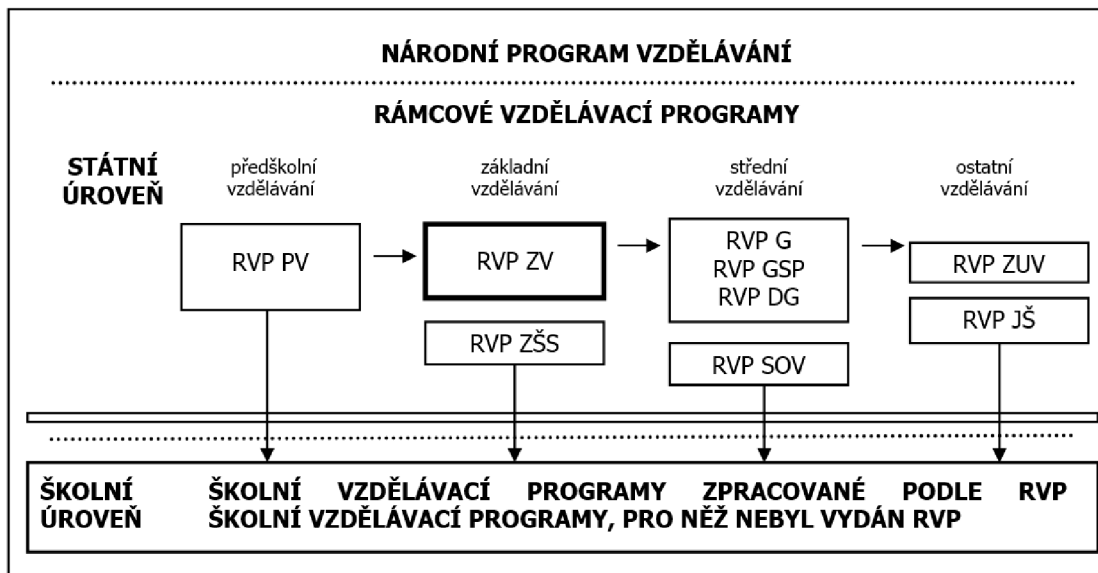 NÁRODNÍ PROGRAM VZDĚLÁVÁNÍ
RÁMCOVÉ VZDĚLÁVACÍ PROGRAMY
STÁTNÍ
ÚROVEŇ
předškolní
vzdělávání
základní
vzdělávání
střední
vzdělávání
ostatní
vzdělávání
RVP PV
RVP ZV
RVP ZŠS
RVP G
RVP GSP
RVP DG
RVP SOV
RVP ZUV
RVP JŠ
ŠKOLNÍ
ÚROVEŇ
ŠKOLNÍ VZDĚLÁVACÍ PROGRAMY ZPRACOVANÉ PODLE RVP
ŠKOLNÍ VZDĚLÁVACÍ PROGRAMY, PRO NĚŽ NEBYL VYDÁN RVP